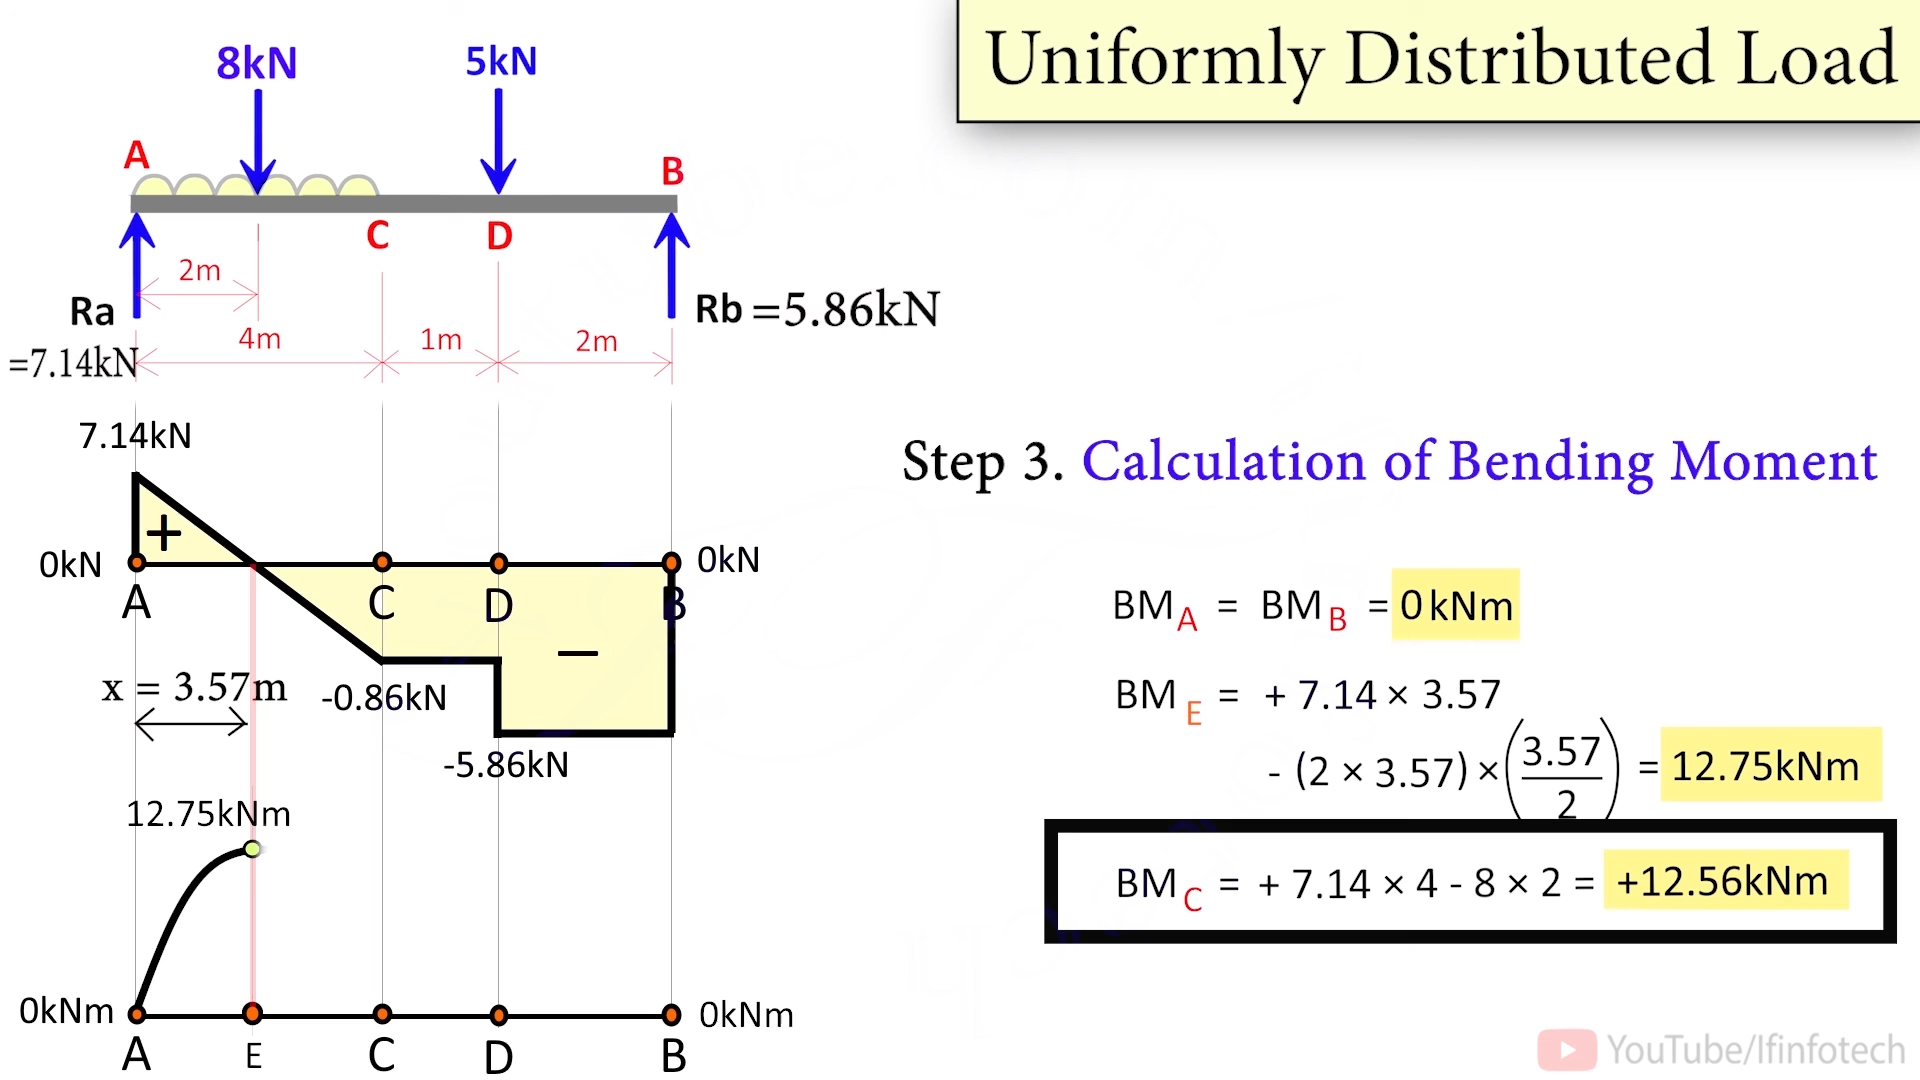 Uniformly Distributed Load
8kN
5kN
A
B
C
D
2m
Ra
=7.14kN
Rb =5.86kN
4m
1m
2m
7.14kN
+
0kN
0kN
A
C
D
B
−
x = 3.57m
-0.86kN
-5.86kN
12.75kNm
0kNm
0kNm
A
E
C
D
B
Step 3. Calculation of Bending Moment
BM A = BM B = 0kNm
BM E = + 7.14 × 3.57
- (2 × 3.57) × (3.57/2) = 12.75kNm
BM C = + 7.14 × 4 - 8 × 2 = +12.56kNm
YouTube/lfinfotech